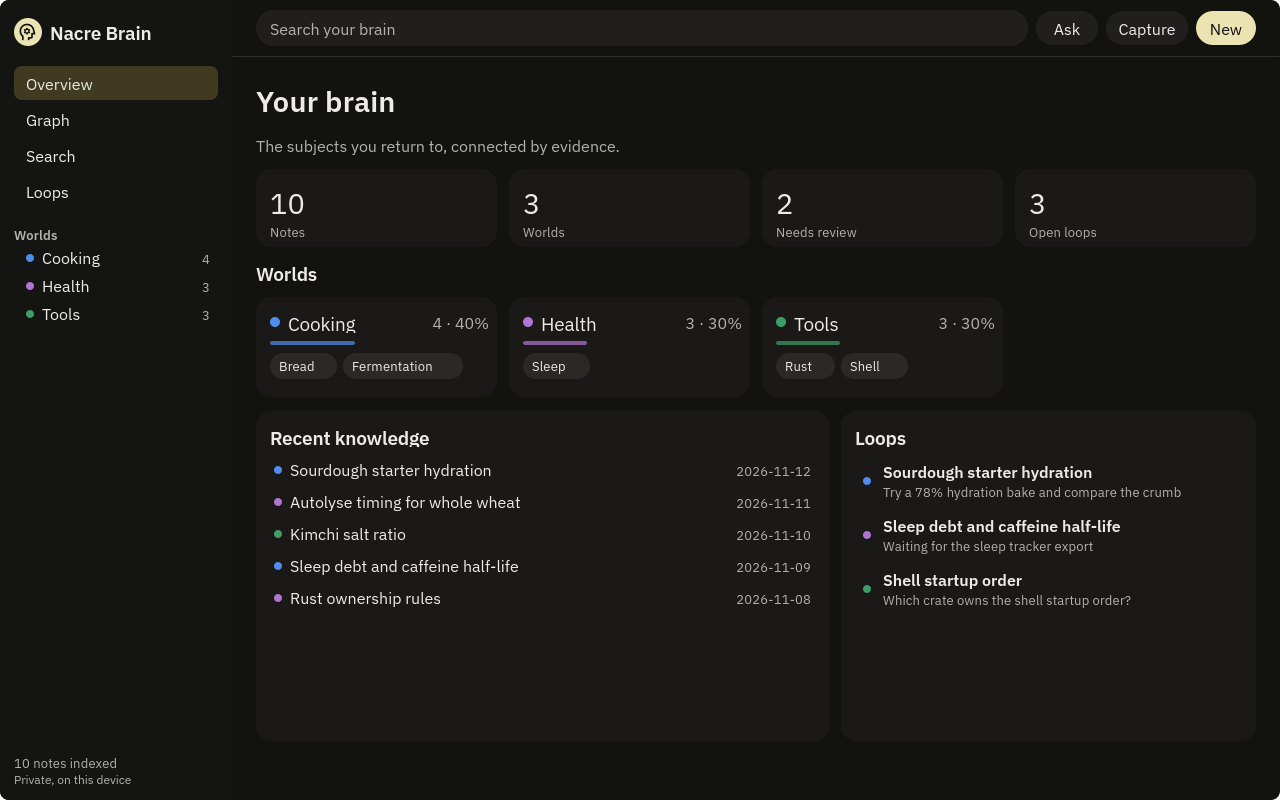 Nacre Brain
Search your brain
Ask
Capture
New
Overview
Graph
Search
Loops
Worlds
Cooking 4
Health 3
Tools 3
10 notes indexed
Private, on this device
Your brain
The subjects you return to, connected by evidence.
10
Notes
3
Worlds
2
Needs review
3
Open loops
Worlds
Cooking 4 · 40%
Bread Fermentation
Health 3 · 30%
Sleep
Tools 3 · 30%
Rust Shell
Recent knowledge
Sourdough starter hydration 2026-11-12
Autolyse timing for whole wheat 2026-11-11
Kimchi salt ratio 2026-11-10
Sleep debt and caffeine half-life 2026-11-09
Rust ownership rules 2026-11-08
Loops
Sourdough starter hydration
Try a 78% hydration bake and compare the crumb
Sleep debt and caffeine half-life
Waiting for the sleep tracker export
Shell startup order
Which crate owns the shell startup order?